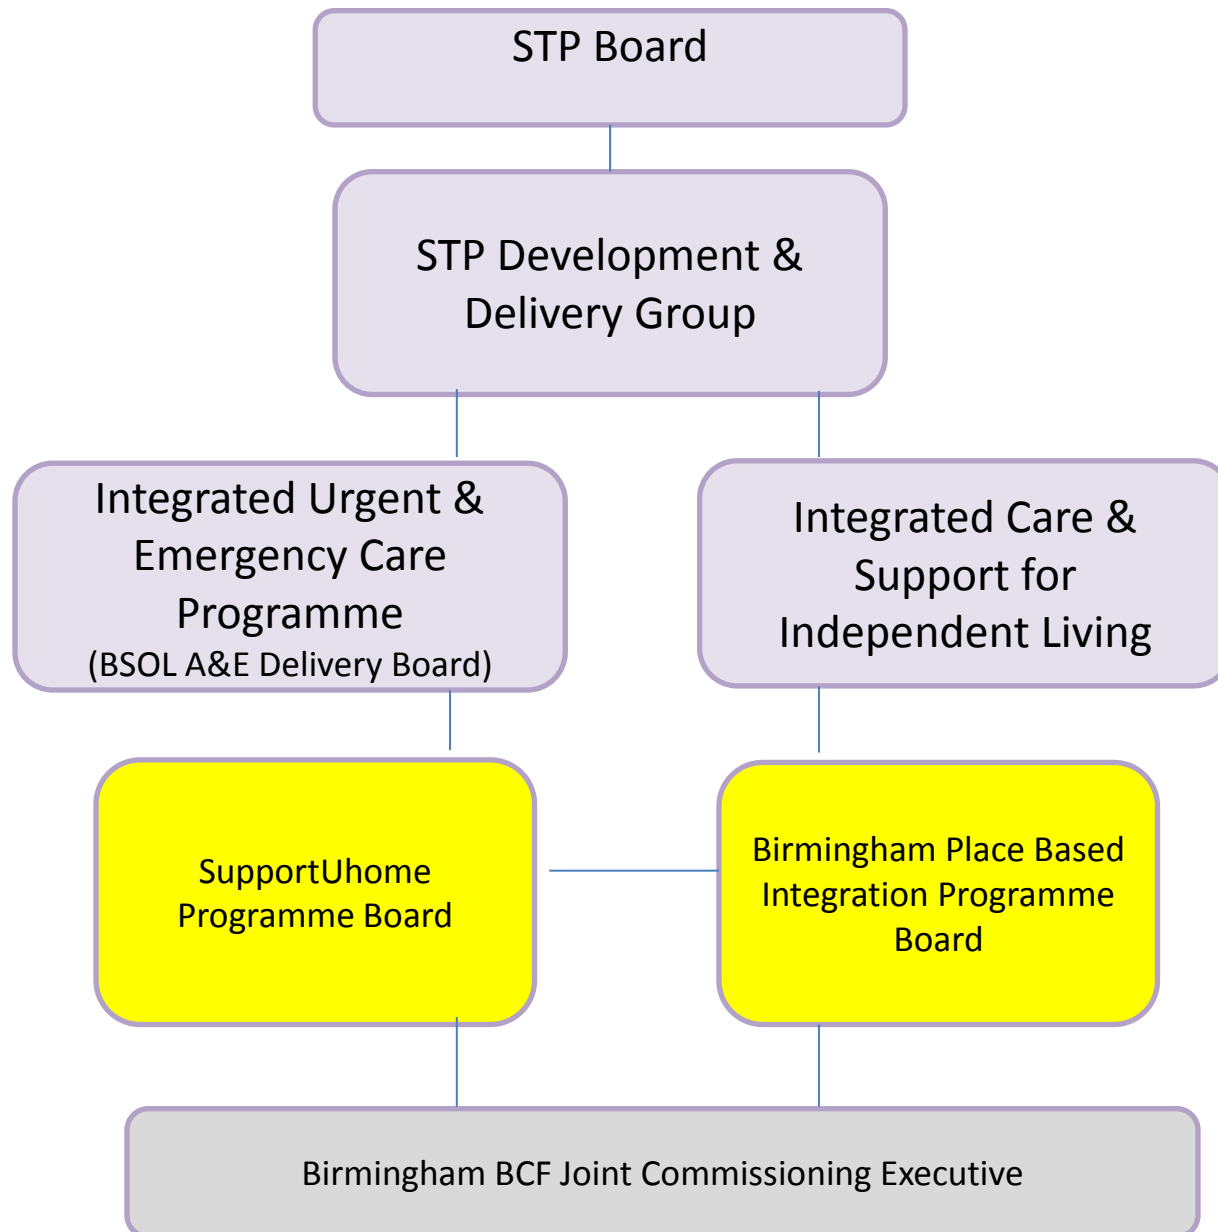 STP Board
STP Development &
Delivery Group
Integrated Urgent &
Emergency Care
Programme
(BSOL A&E Delivery Board)
Integrated Care &
Support for
Independent Living
SupportUhome
Programme Board
Birmingham Place Based
Integration Programme
Board
Birmingham BCF Joint Commissioning Executive